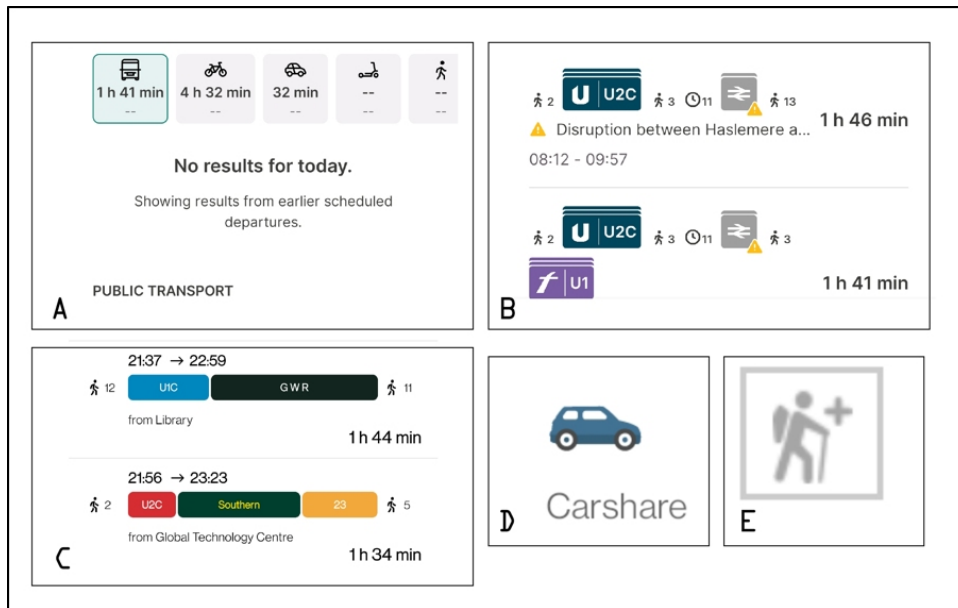 1 h 41 min 4 h 32 min 32 min -- --
-- -- -- -- --
No results for today.
Showing results from earlier scheduled
departures.
PUBLIC TRANSPORT
A
2 U U2C 3 11 13
1 h 46 min
Disruption between Haslemere a...
08:12 - 09:57
2 U U2C 3 11 3
U1
1 h 41 min
B
21:37 → 22:59
12 U1C GWR 11
from Library
1 h 44 min
21:56 → 23:23
2 U2C Southern 23 5
from Global Technology Centre
1 h 34 min
C
Carshare
D
E